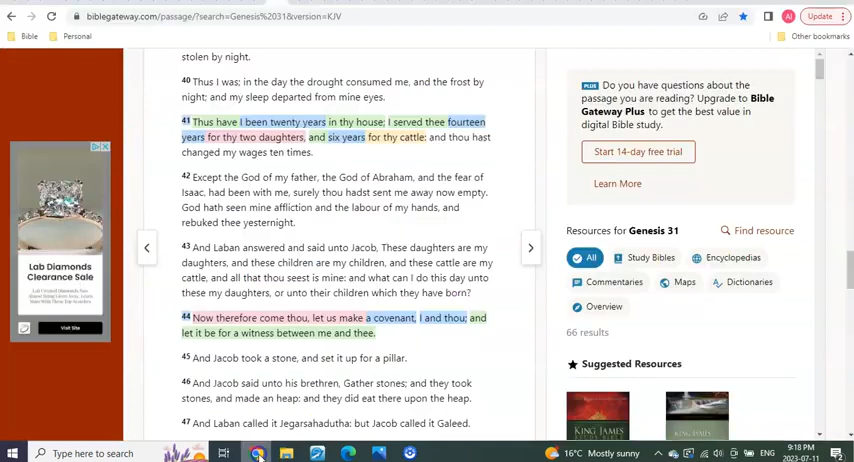 biblegateway.com/passage/?search=Genesis%2031&version=KJV
AI
Update
Bible
Personal
Other bookmarks
stolen by night.
40 Thus I was; in the day the drought consumed me, and the frost by
night; and my sleep departed from mine eyes.
41 Thus have I been twenty years in thy house; I served thee fourteen
years for thy two daughters, and six years for thy cattle: and thou hast
changed my wages ten times.
42 Except the God of my father, the God of Abraham, and the fear of
Isaac, had been with me, surely thou hadst sent me away now empty.
God hath seen mine affliction and the labour of my hands, and
rebuked thee yesternight.
43 And Laban answered and said unto Jacob, These daughters are my
daughters, and these children are my children, and these cattle are my
cattle, and all that thou seest is mine: and what can I do this day unto
these my daughters, or unto their children which they have born?
44 Now therefore come thou, let us make a covenant, I and thou; and
let it be for a witness between me and thee.
45 And Jacob took a stone, and set it up for a pillar.
46 And Jacob said unto his brethren, Gather stones; and they took
stones, and made an heap: and they did eat there upon the heap.
47 And Laban called it Jegarsahadutha: but Jacob called it Galeed.
Lab Diamonds
Clearance Sale
Visit Site
PLUS Do you have questions about the
passage you are reading? Upgrade to Bible
Gateway Plus to get the best value in
digital Bible study.
Start 14-day free trial
Learn More
Resources for Genesis 31
Find resource
All
Study Bibles
Encyclopedias
Commentaries
Maps
Dictionaries
Overview
66 results
Suggested Resources
KING JAMES
Type here to search
16°C Mostly sunny
ENG
9:18 PM
2023-07-11
2